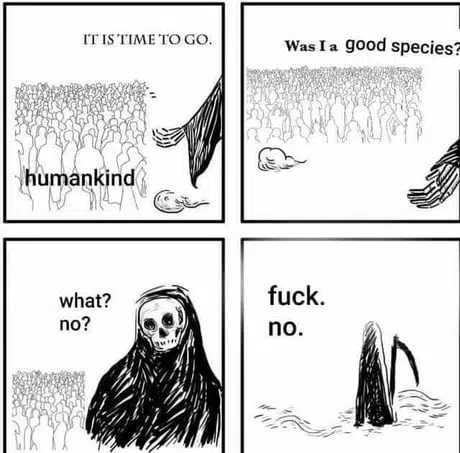 IT IS TIME TO GO.
humankind
Was I a good species?
what?
no?
fuck.
no.